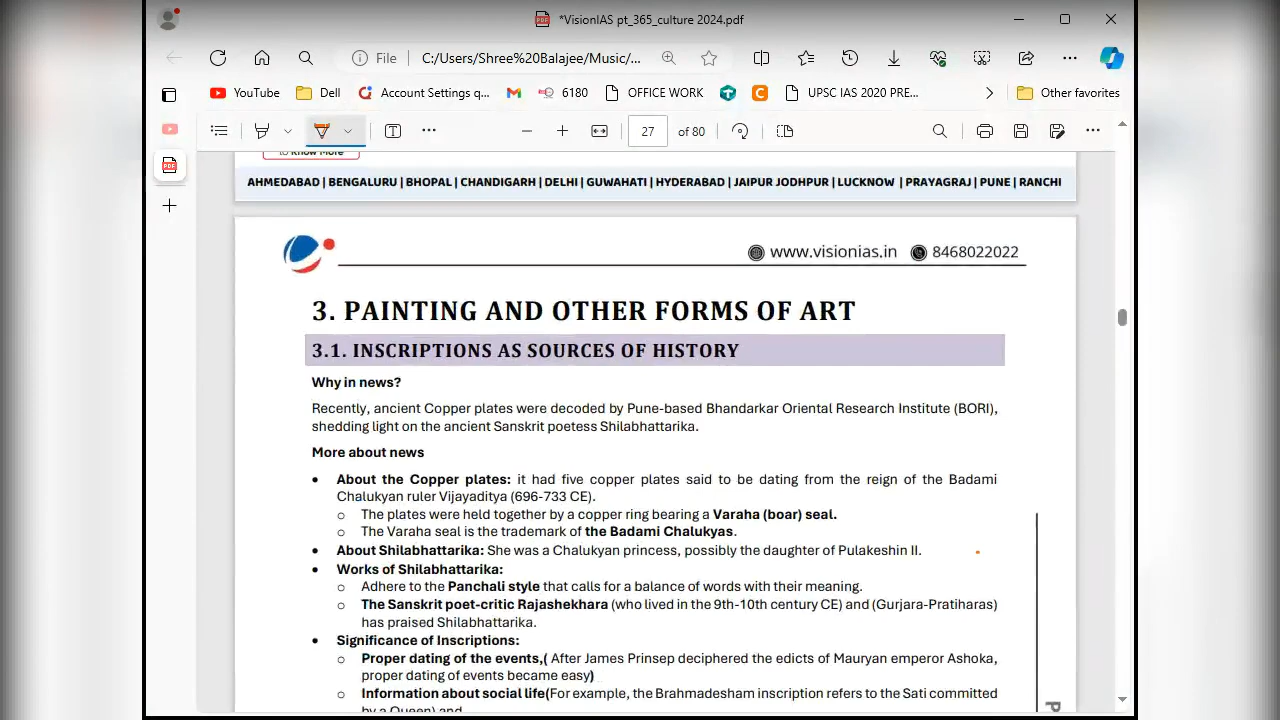 *VisionIAS pt_365_culture 2024.pdf
File C:/Users/Shree%20Balajee/Music/...
YouTube Dell Account Settings q... 6180 OFFICE WORK UPSC IAS 2020 PRE... Other favorites
27 of 80
to Know More
AHMEDABAD | BENGALURU | BHOPAL | CHANDIGARH | DELHI | GUWAHATI | HYDERABAD | JAIPUR JODHPUR | LUCKNOW | PRAYAGRAJ | PUNE | RANCHI
www.visionias.in 8468022022
3. PAINTING AND OTHER FORMS OF ART
3.1. INSCRIPTIONS AS SOURCES OF HISTORY
Why in news?
Recently, ancient Copper plates were decoded by Pune-based Bhandarkar Oriental Research Institute (BORI),
shedding light on the ancient Sanskrit poetess Shilabhattarika.
More about news
• About the Copper plates: it had five copper plates said to be dating from the reign of the Badami
Chalukyan ruler Vijayaditya (696-733 CE).
o The plates were held together by a copper ring bearing a Varaha (boar) seal.
o The Varaha seal is the trademark of the Badami Chalukyas.
• About Shilabhattarika: She was a Chalukyan princess, possibly the daughter of Pulakeshin II.
• Works of Shilabhattarika:
o Adhere to the Panchali style that calls for a balance of words with their meaning.
o The Sanskrit poet-critic Rajashekhara (who lived in the 9th-10th century CE) and (Gurjara-Pratiharas)
has praised Shilabhattarika.
• Significance of Inscriptions:
o Proper dating of the events,( After James Prinsep deciphered the edicts of Mauryan emperor Ashoka,
proper dating of events became easy)
o Information about social life(For example, the Brahmadesham inscription refers to the Sati committed
by a Queen) and